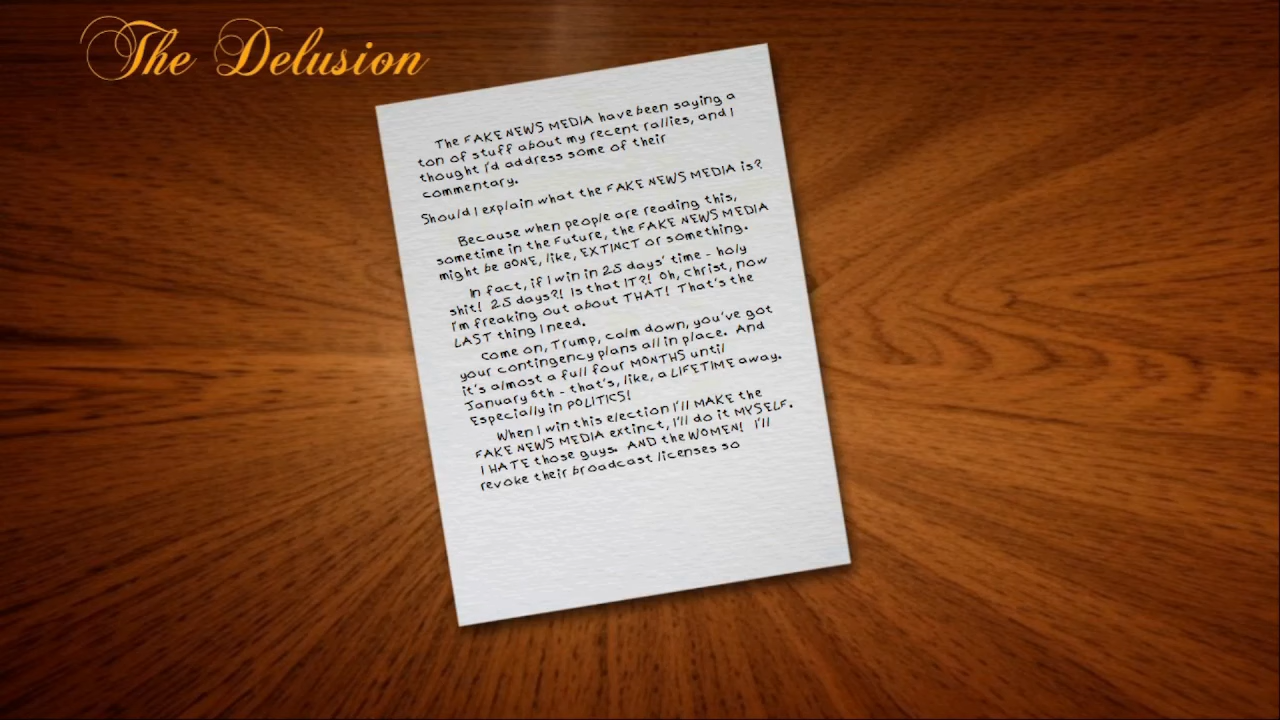 The Delusion
The FAKE NEWS MEDIA have been saying a
ton of stuff about my recent rallies, and I
thought I'd address some of their
commentary.
Should I explain what the FAKE NEWS MEDIA is?
Because when people are reading this,
sometime in the Future, the FAKE NEWS MEDIA
might be GONE, like, EXTINCT or something.
In fact, if I win in 25 days' time - holy
shit! 25 days?! Is that IT?! Oh, Christ, now
I'm freaking out about THAT! That's the
LAST thing I need.
Come on, Trump, calm down, you've got
your contingency plans all in place. And
it's almost a full four MONTHS until
January 6th - that's, like, a LIFETIME away.
Especially in POLITICS!
When I win this election I'll MAKE the
FAKE NEWS MEDIA extinct, I'll do it MYSELF.
I HATE those guys. AND the WOMEN! I'll
revoke their broadcast licenses so